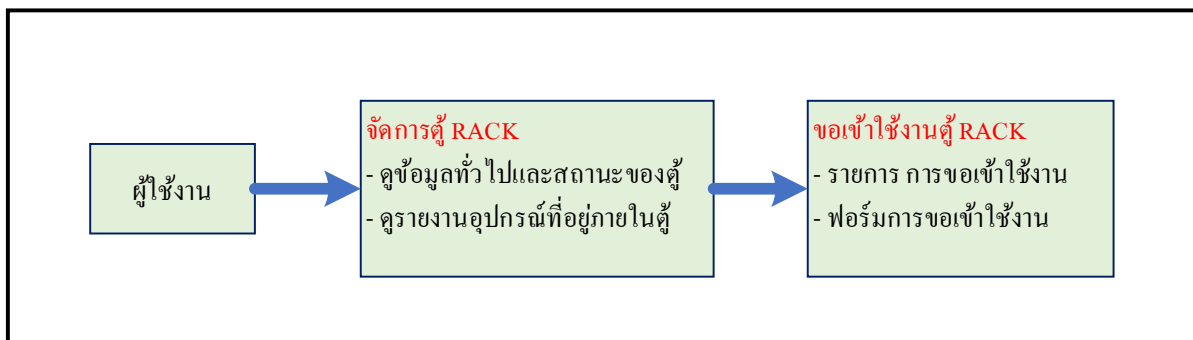 ผู้ใช้งาน
จัดการตู้ RACK
- ดูข้อมูลทั่วไปและสถานะของตู้
- ดูรายงานอุปกรณ์ที่อยู่ภายในตู้
ขอเข้าใช้งานตู้ RACK
- รายการ การขอเข้าใช้งาน
- ฟอร์มการขอเข้าใช้งาน